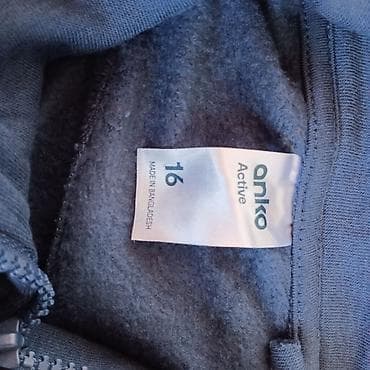 anko
Active
16
MADE IN BANGLADESH